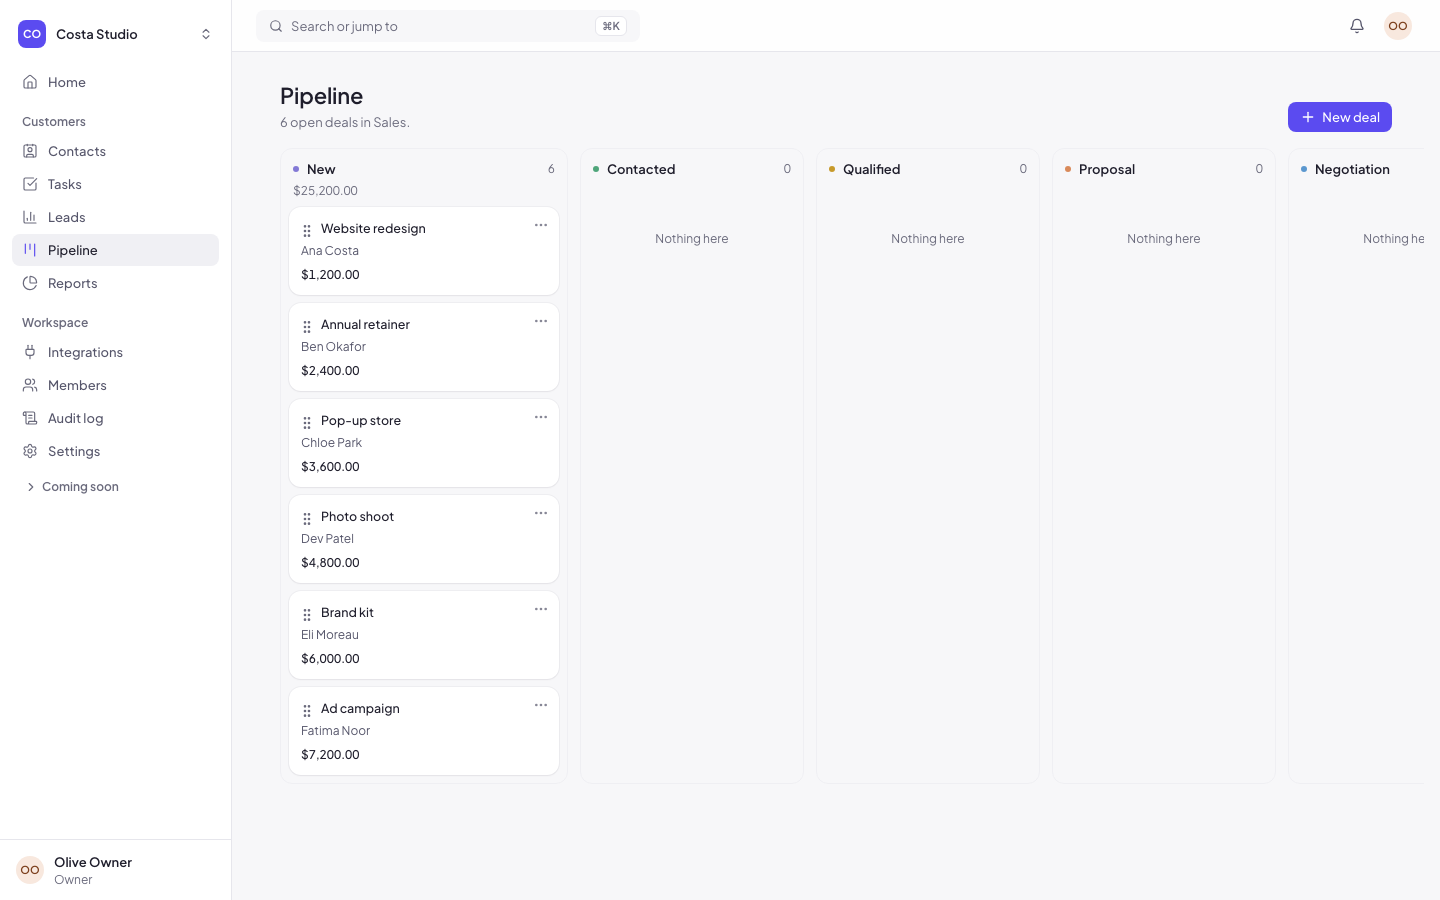 CO Costa Studio
Search or jump to ⌘K
OO
Home
Customers
Contacts
Tasks
Leads
Pipeline
Reports
Workspace
Integrations
Members
Audit log
Settings
Coming soon
OO Olive Owner
Owner
Pipeline
6 open deals in Sales.
New deal
New 6
$25,200.00
Website redesign
Ana Costa
$1,200.00
Annual retainer
Ben Okafor
$2,400.00
Pop-up store
Chloe Park
$3,600.00
Photo shoot
Dev Patel
$4,800.00
Brand kit
Eli Moreau
$6,000.00
Ad campaign
Fatima Noor
$7,200.00
Contacted 0
Nothing here
Qualified 0
Nothing here
Proposal 0
Nothing here
Negotiation
Nothing he